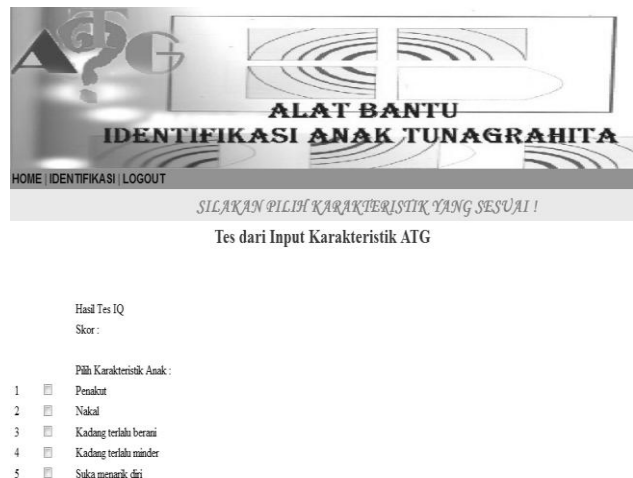 ATG
ALAT BANTU
IDENTIFIKASI ANAK TUNAGRAHITA
HOME | IDENTIFIKASI | LOGOUT
SILAKAN PILIH KARAKTERISTIK YANG SESUAI !
Tes dari Input Karakteristik ATG
Hasil Tes IQ
Skor :
Pilih Karakteristik Anak :
1 Penakut
2 Nakal
3 Kadang terlalu berani
4 Kadang terlalu minder
5 Suka menarik diri